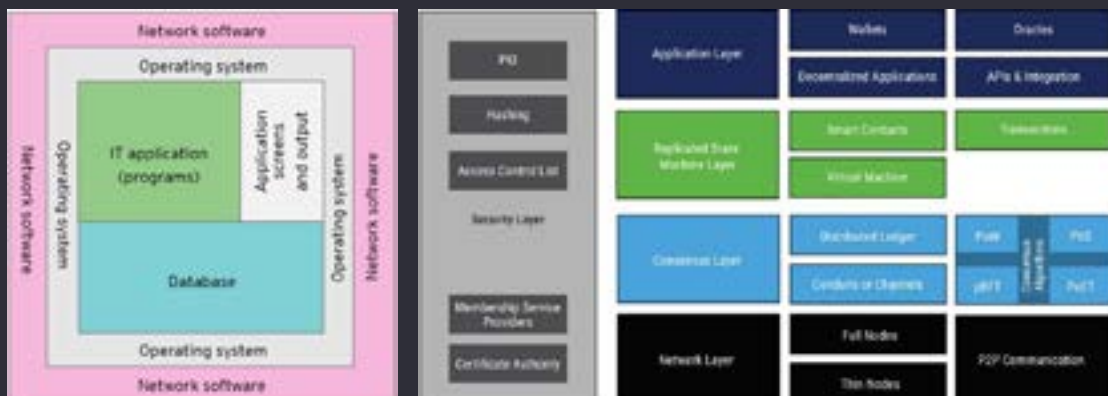 Network software
Operating system
Network software
Operating system
IT application
(programs)
Application
screens
and output
Operating system
Network software
Database
Operating system
Network software
PKI
Hashing
Access Control List
Security Layer
Membership Service
Providers
Certificate Authority
Application Layer
Wallets
Oracles
Decentralized Applications
APIs & Integration
Replicated State
Machine Layer
Smart Contacts
Transactions
Virtual Machine
Consensus Layer
Distributed Ledger
PoW
PoS
Consensus
Algorithms
Conduits or Channels
pBFT
PoET
Network Layer
Full Nodes
P2P Communication
Thin Nodes